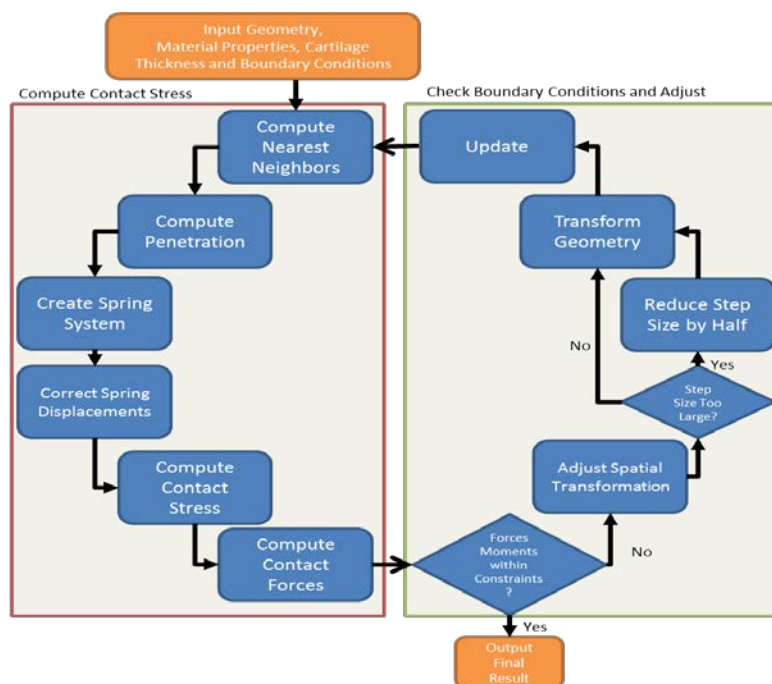 Input Geometry,
Material Properties, Cartilage
Thickness and Boundary Conditions
Compute Contact Stress
Compute
Nearest
Neighbors
Compute
Penetration
Create Spring
System
Correct Spring
Displacements
Compute
Contact
Stress
Compute
Contact
Forces
Check Boundary Conditions and Adjust
Update
Transform
Geometry
Reduce Step
Size by Half
No
Yes
Step
Size Too
Large?
Adjust Spatial
Transformation
Forces
Moments
within
Constraints
?
No
Yes
Output
Final
Result